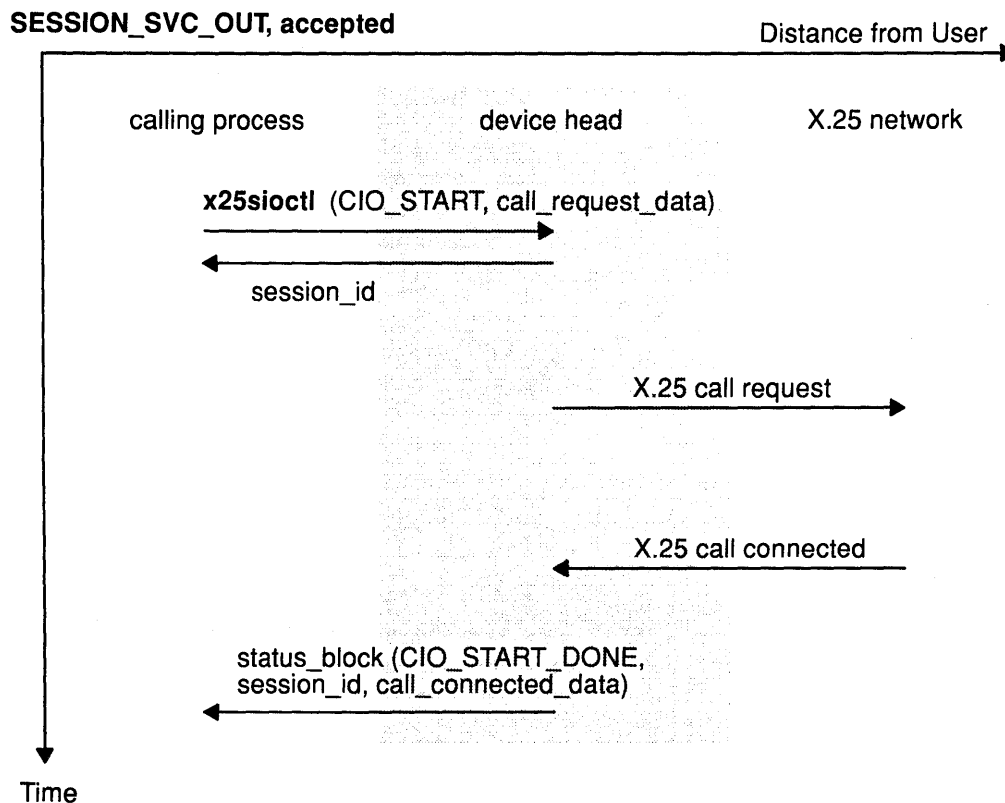 SESSION_SVC_OUT, accepted
Distance from User
calling process
device head
X.25 network
x25sioctl (CIO_START, call_request_data)
session_id
X.25 call request
X.25 call connected
status_block (CIO_START_DONE,
session_id, call_connected_data)
Time